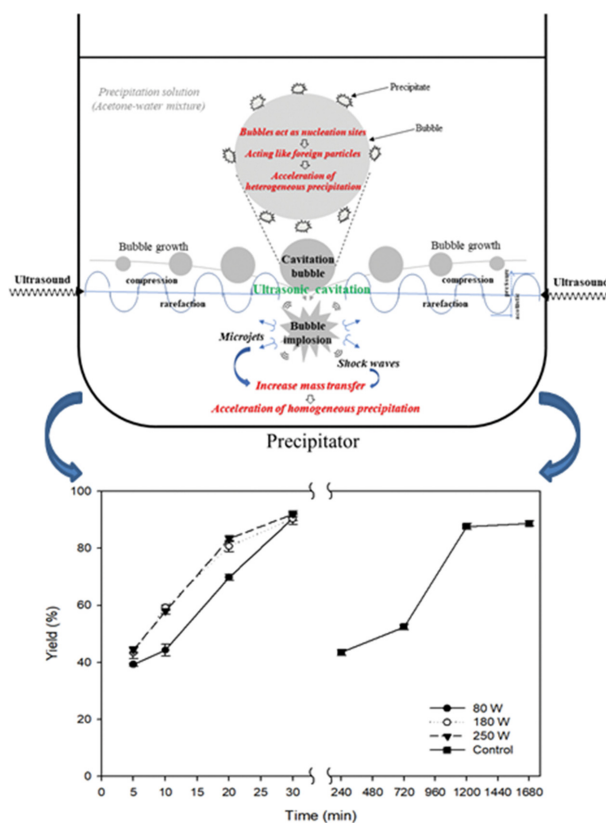 Precipitation solution
(Acetone-water mixture)
Precipitate
Bubble
Bubbles act as nucleation sites
Acting like foreign particles
Acceleration of
heterogeneous precipitation
Bubble growth
Cavitation
bubble
Bubble growth
Ultrasound
compression
rarefaction
Ultrasonic cavitation
compression
rarefaction
Ultrasound
Bubble
implosion
Microjets
Shock waves
Increase mass transfer
Acceleration of homogeneous precipitation
Precipitator
Yield (%)
100
80
60
40
20
0
80 W
180 W
250 W
Control
0 5 10 15 20 25 30 240 480 720 960 1200 1440 1680
Time (min)